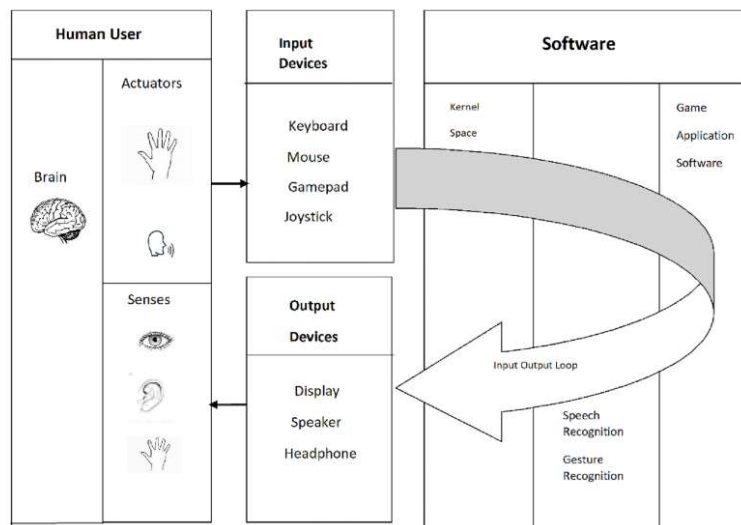 Human User
Brain
Actuators
Senses
Input
Devices
Keyboard
Mouse
Gamepad
Joystick
Output
Devices
Display
Speaker
Headphone
Software
Kernel
Space
Game
Application
Software
Input Output Loop
Speech
Recognition
Gesture
Recognition